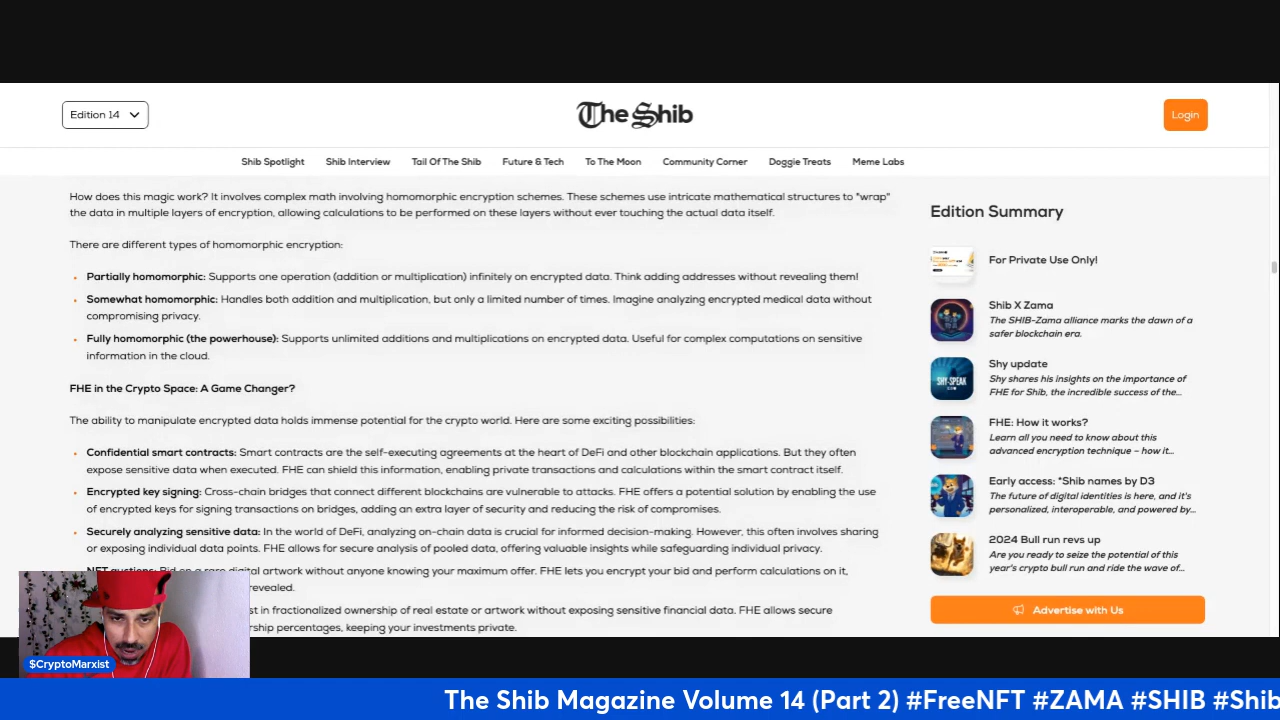 Edition 14
The Shib
Login
Shib Spotlight Shib Interview Tail Of The Shib Future & Tech To The Moon Community Corner Doggie Treats Meme Labs
How does this magic work? It involves complex math involving homomorphic encryption schemes. These schemes use intricate mathematical structures to "wrap"
the data in multiple layers of encryption, allowing calculations to be performed on these layers without ever touching the actual data itself.
There are different types of homomorphic encryption:
Partially homomorphic: Supports one operation (addition or multiplication) infinitely on encrypted data. Think adding addresses without revealing them!
Somewhat homomorphic: Handles both addition and multiplication, but only a limited number of times. Imagine analyzing encrypted medical data without
compromising privacy.
Fully homomorphic (the powerhouse): Supports unlimited additions and multiplications on encrypted data. Useful for complex computations on sensitive
information in the cloud.
FHE in the Crypto Space: A Game Changer?
The ability to manipulate encrypted data holds immense potential for the crypto world. Here are some exciting possibilities:
Confidential smart contracts: Smart contracts are the self-executing agreements at the heart of DeFi and other blockchain applications. But they often
expose sensitive data when executed. FHE can shield this information, enabling private transactions and calculations within the smart contract itself.
Encrypted key signing: Cross-chain bridges that connect different blockchains are vulnerable to attacks. FHE offers a potential solution by enabling the use
of encrypted keys for signing transactions on bridges, adding an extra layer of security and reducing the risk of compromises.
Securely analyzing sensitive data: In the world of DeFi, analyzing on-chain data is crucial for informed decision-making. However, this often involves sharing
or exposing individual data points. FHE allows for secure analysis of pooled data, offering valuable insights while safeguarding individual privacy.
NFT auctions: Bid on a rare digital artwork without anyone knowing your maximum offer. FHE lets you encrypt your bid and perform calculations on it,
revealed.
st in fractionalized ownership of real estate or artwork without exposing sensitive financial data. FHE allows secure
rship percentages, keeping your investments private.
Edition Summary
For Private Use Only!
Shib X Zama
The SHIB-Zama alliance marks the dawn of a
safer blockchain era.
SHY-SPEAK
Shy update
Shy shares his insights on the importance of
FHE for Shib, the incredible success of the...
FHE: How it works?
Learn all you need to know about this
advanced encryption technique – how it...
Early access: "Shib names by D3
The future of digital identities is here, and it's
personalized, interoperable, and powered by...
2024 Bull run revs up
Are you ready to seize the potential of this
year's crypto bull run and ride the wave of...
Advertise with Us
$CryptoMarxist
The Shib Magazine Volume 14 (Part 2) #FreeNFT #ZAMA #SHIB #Shib